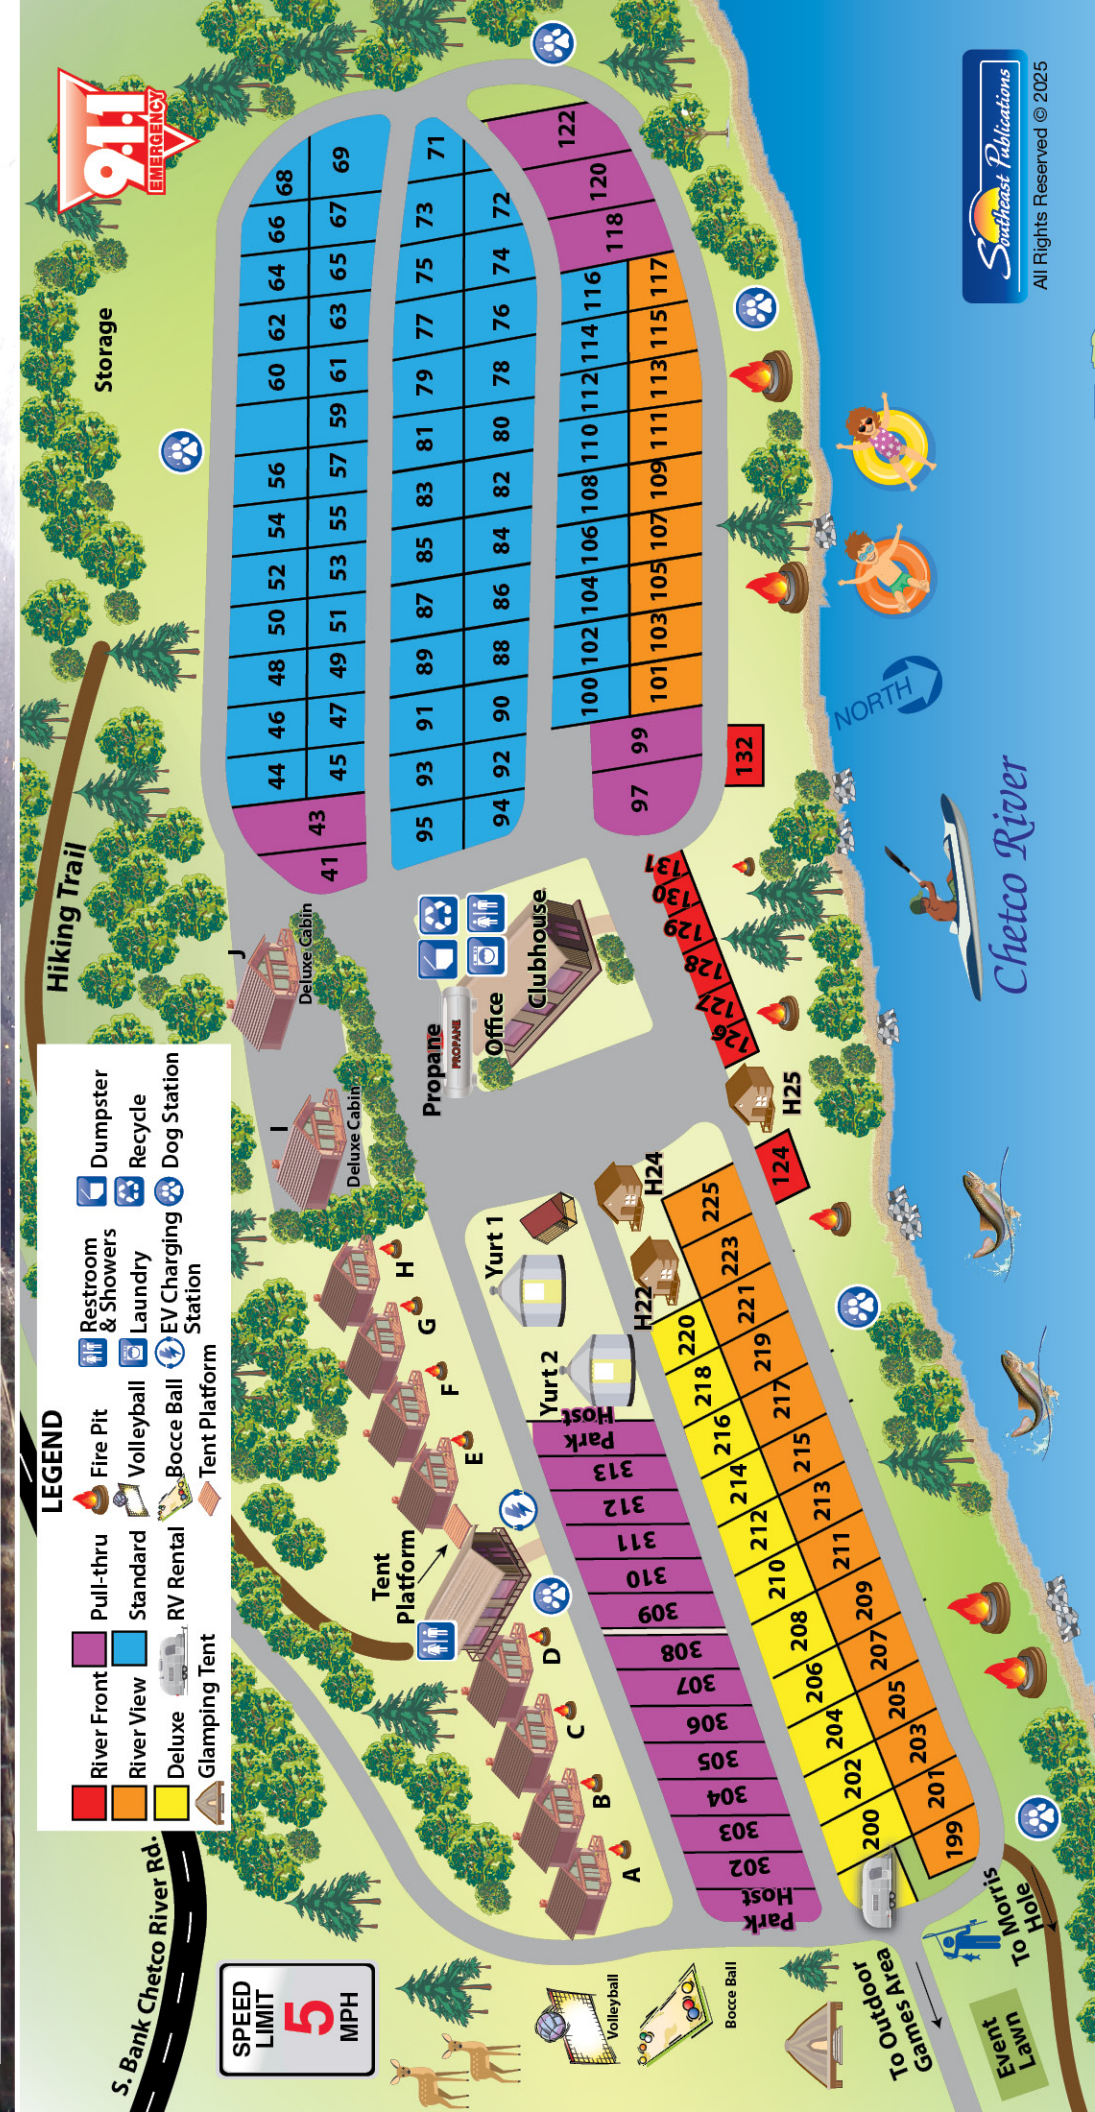 911
EMERGENCY
Storage
Hiking Trail
LEGEND
River Front
Pull-thru
Fire Pit
Restroom
& Showers
Dumpster
River View
Standard
Volleyball
Laundry
Recycle
Deluxe
RV Rental
Bocce Ball
EV Charging
Station
Dog Station
Glamping Tent
Tent Platform
S. Bank Chetco River Rd.
SPEED
LIMIT
5
MPH
68
66
64
62
60
56
54
52
50
48
46
44
69
67
65
63
61
59
57
55
53
51
49
47
45
43
41
71
73
75
77
79
81
83
85
87
89
91
93
95
72
74
76
78
80
82
84
86
88
90
92
94
122
120
118
116
114
112
110
108
106
104
102
100
117
115
113
111
109
107
105
103
101
99
97
132
131
130
129
128
127
126
124
J
Deluxe Cabin
I
Deluxe Cabin
Propane
PROPANE
Office
Clubhouse
H25
H24
H22
Yurt 1
Yurt 2
H
G
F
E
D
C
B
A
Tent
Platform
Park
Host
313
312
311
310
309
308
307
306
305
304
303
302
Park
Host
220
218
216
214
212
210
208
206
204
202
200
225
223
221
219
217
215
213
211
209
207
205
203
201
199
Volleyball
Bocce Ball
To Outdoor
Games Area
To Morris
Hole
Event
Lawn
NORTH
Chetco River
Southeast Publications
All Rights Reserved © 2025